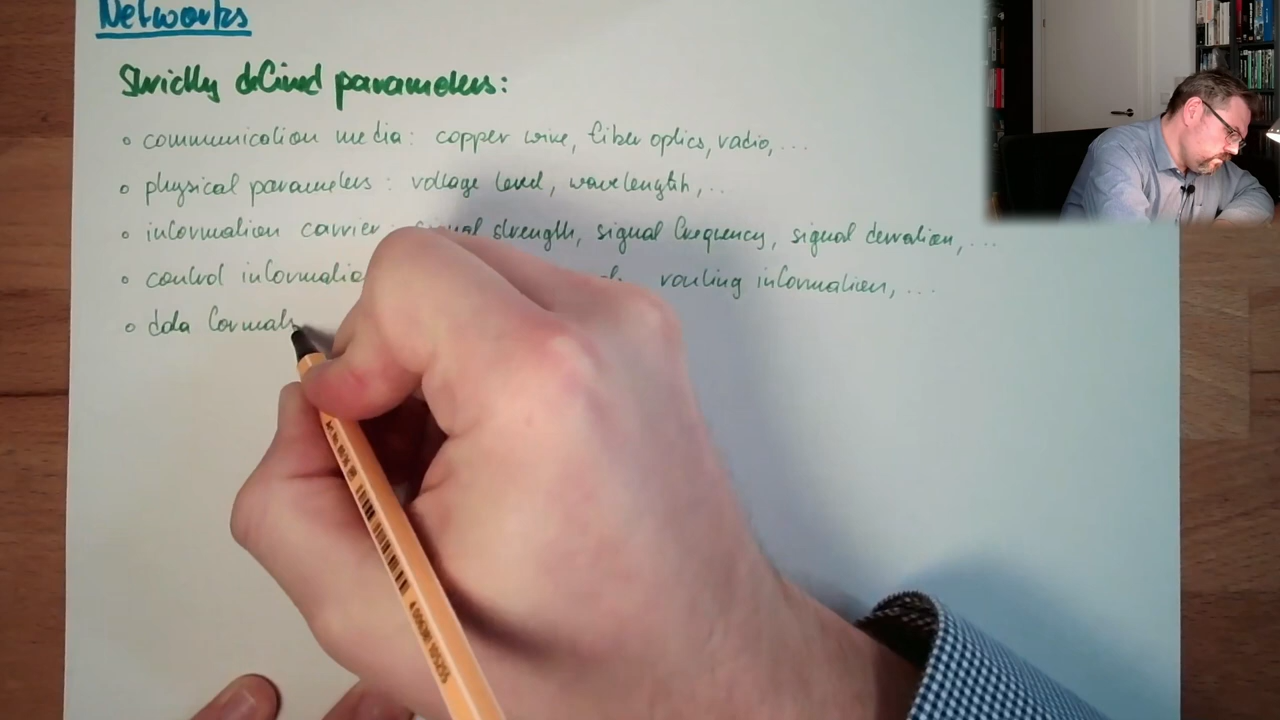 Networks
Strictly defined parameters:
◦ communication media: copper wire, fiber optics, radio, ...
◦ physical parameters: voltage level, wavelength, ..
◦ information carrier: signal strength, signal frequency, signal derivation, ...
◦ control information routing information, ...
◦ data formats